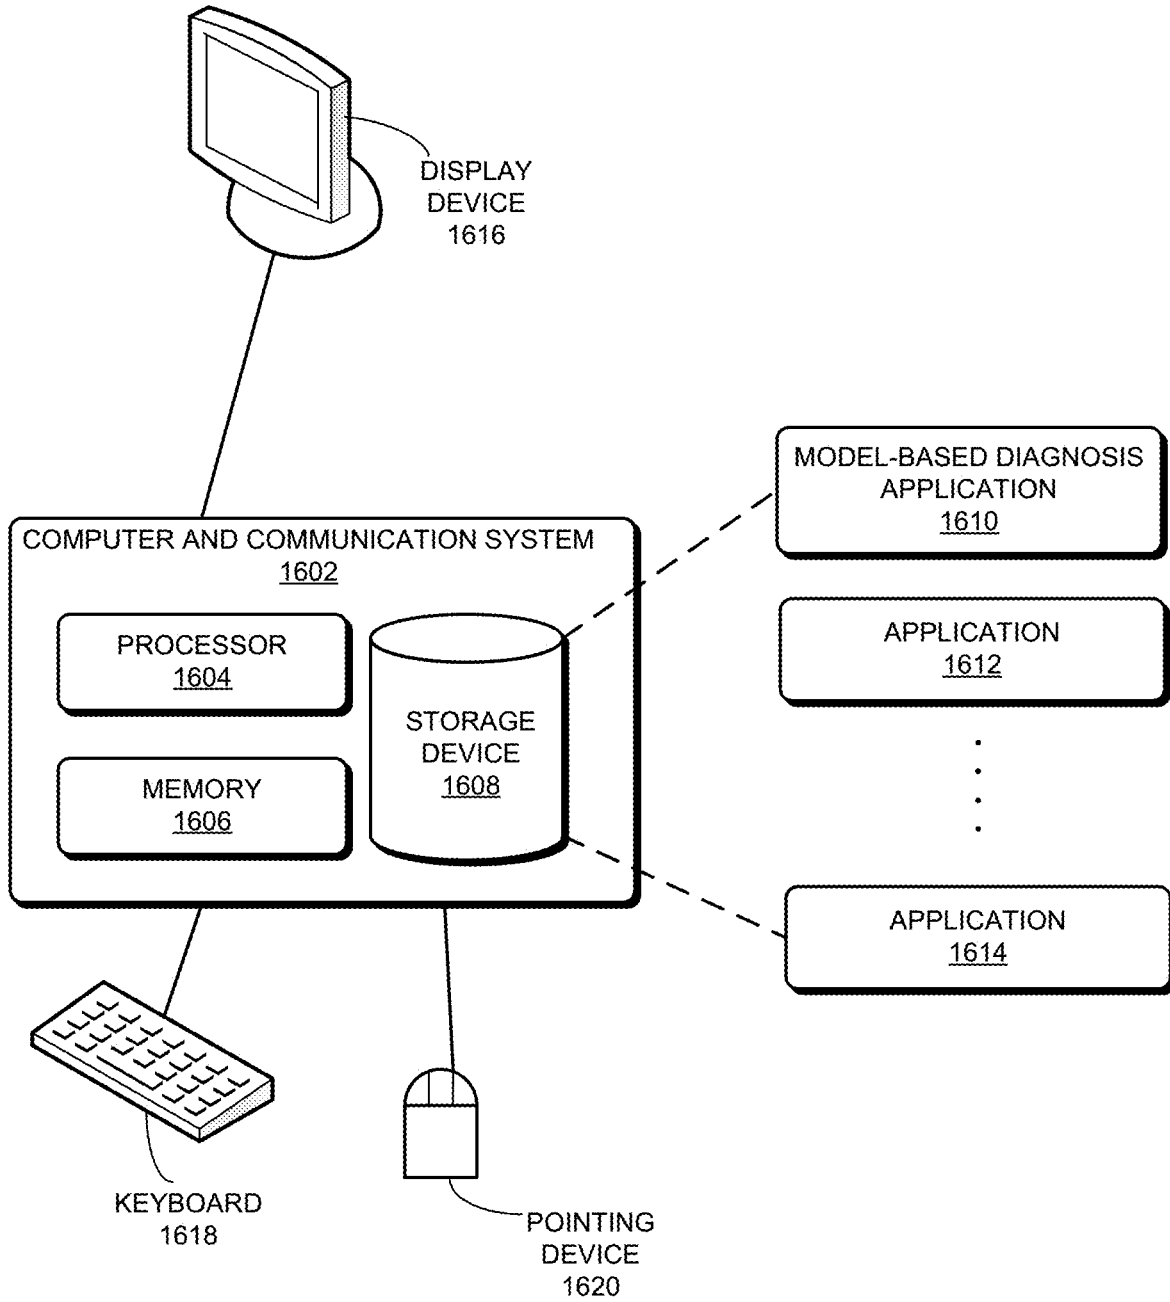 DISPLAY
DEVICE
1616
COMPUTER AND COMMUNICATION SYSTEM
1602
PROCESSOR
1604
MEMORY
1606
STORAGE
DEVICE
1608
MODEL-BASED DIAGNOSIS
APPLICATION
1610
APPLICATION
1612
APPLICATION
1614
KEYBOARD
1618
POINTING
DEVICE
1620